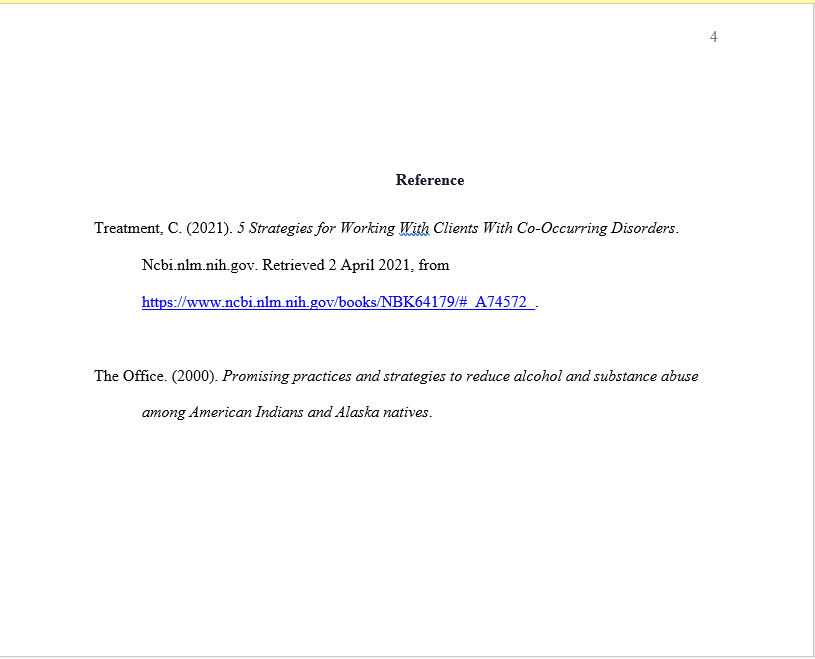 4
Reference
Treatment, C. (2021). 5 Strategies for Working With Clients With Co-Occurring Disorders.
Ncbi.nlm.nih.gov. Retrieved 2 April 2021, from
https://www.ncbi.nlm.nih.gov/books/NBK64179/#_A74572_.
The Office. (2000). Promising practices and strategies to reduce alcohol and substance abuse
among American Indians and Alaska natives.